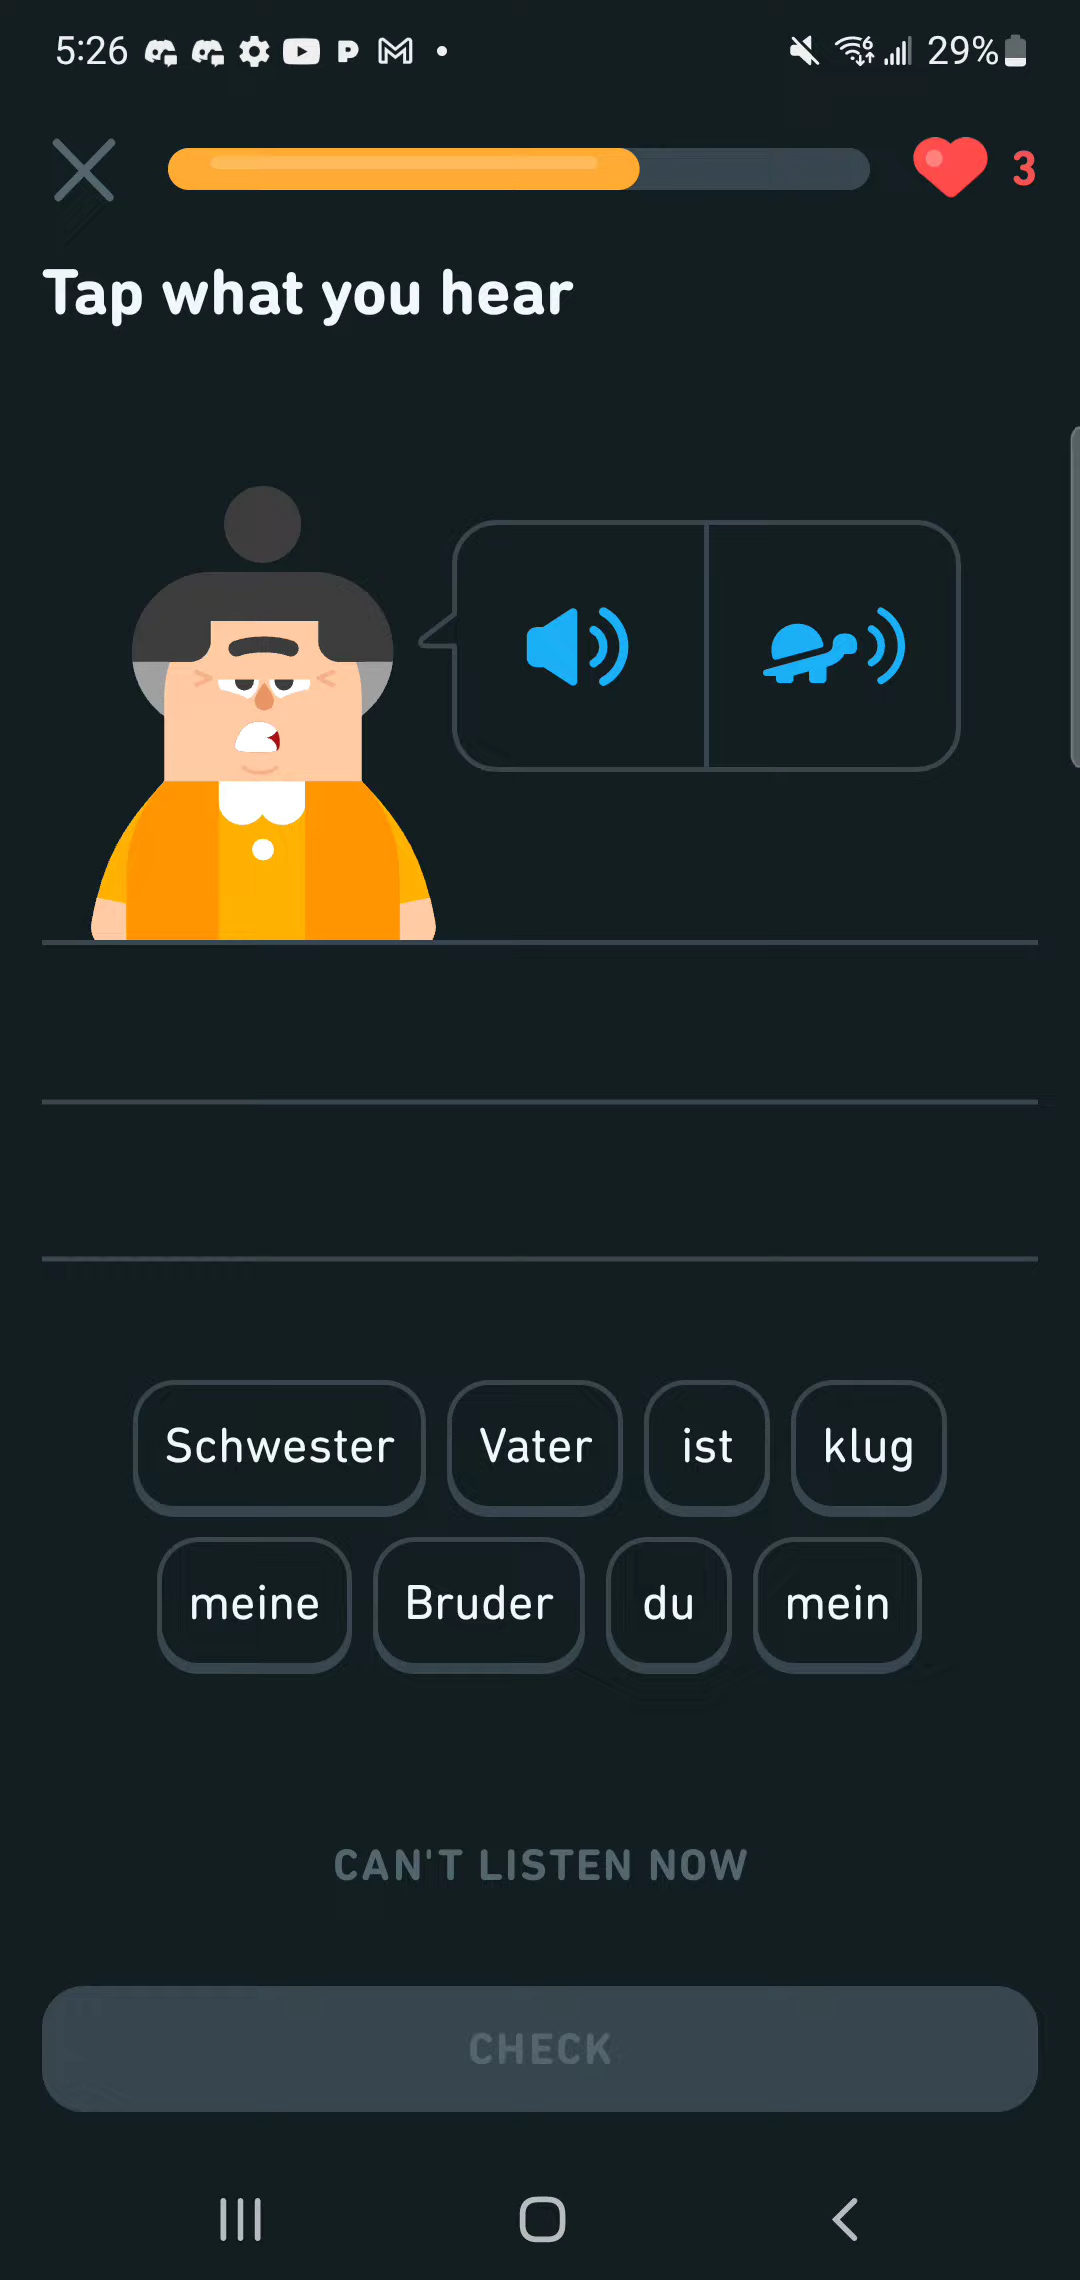 5:26 29%
3
Tap what you hear
Schwester Vater ist klug
meine Bruder du mein
CAN'T LISTEN NOW
CHECK